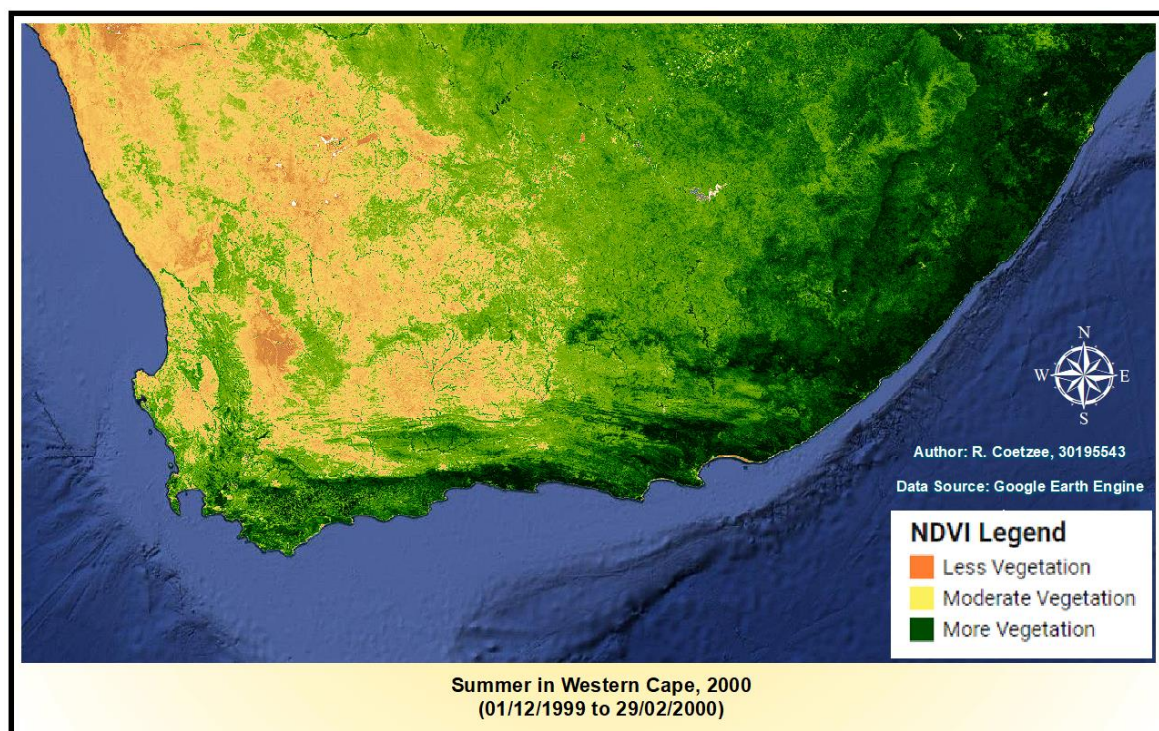 N
W E
S
Author: R. Coetzee, 30195543
Data Source: Google Earth Engine
NDVI Legend
Less Vegetation
Moderate Vegetation
More Vegetation
Summer in Western Cape, 2000
(01/12/1999 to 29/02/2000)